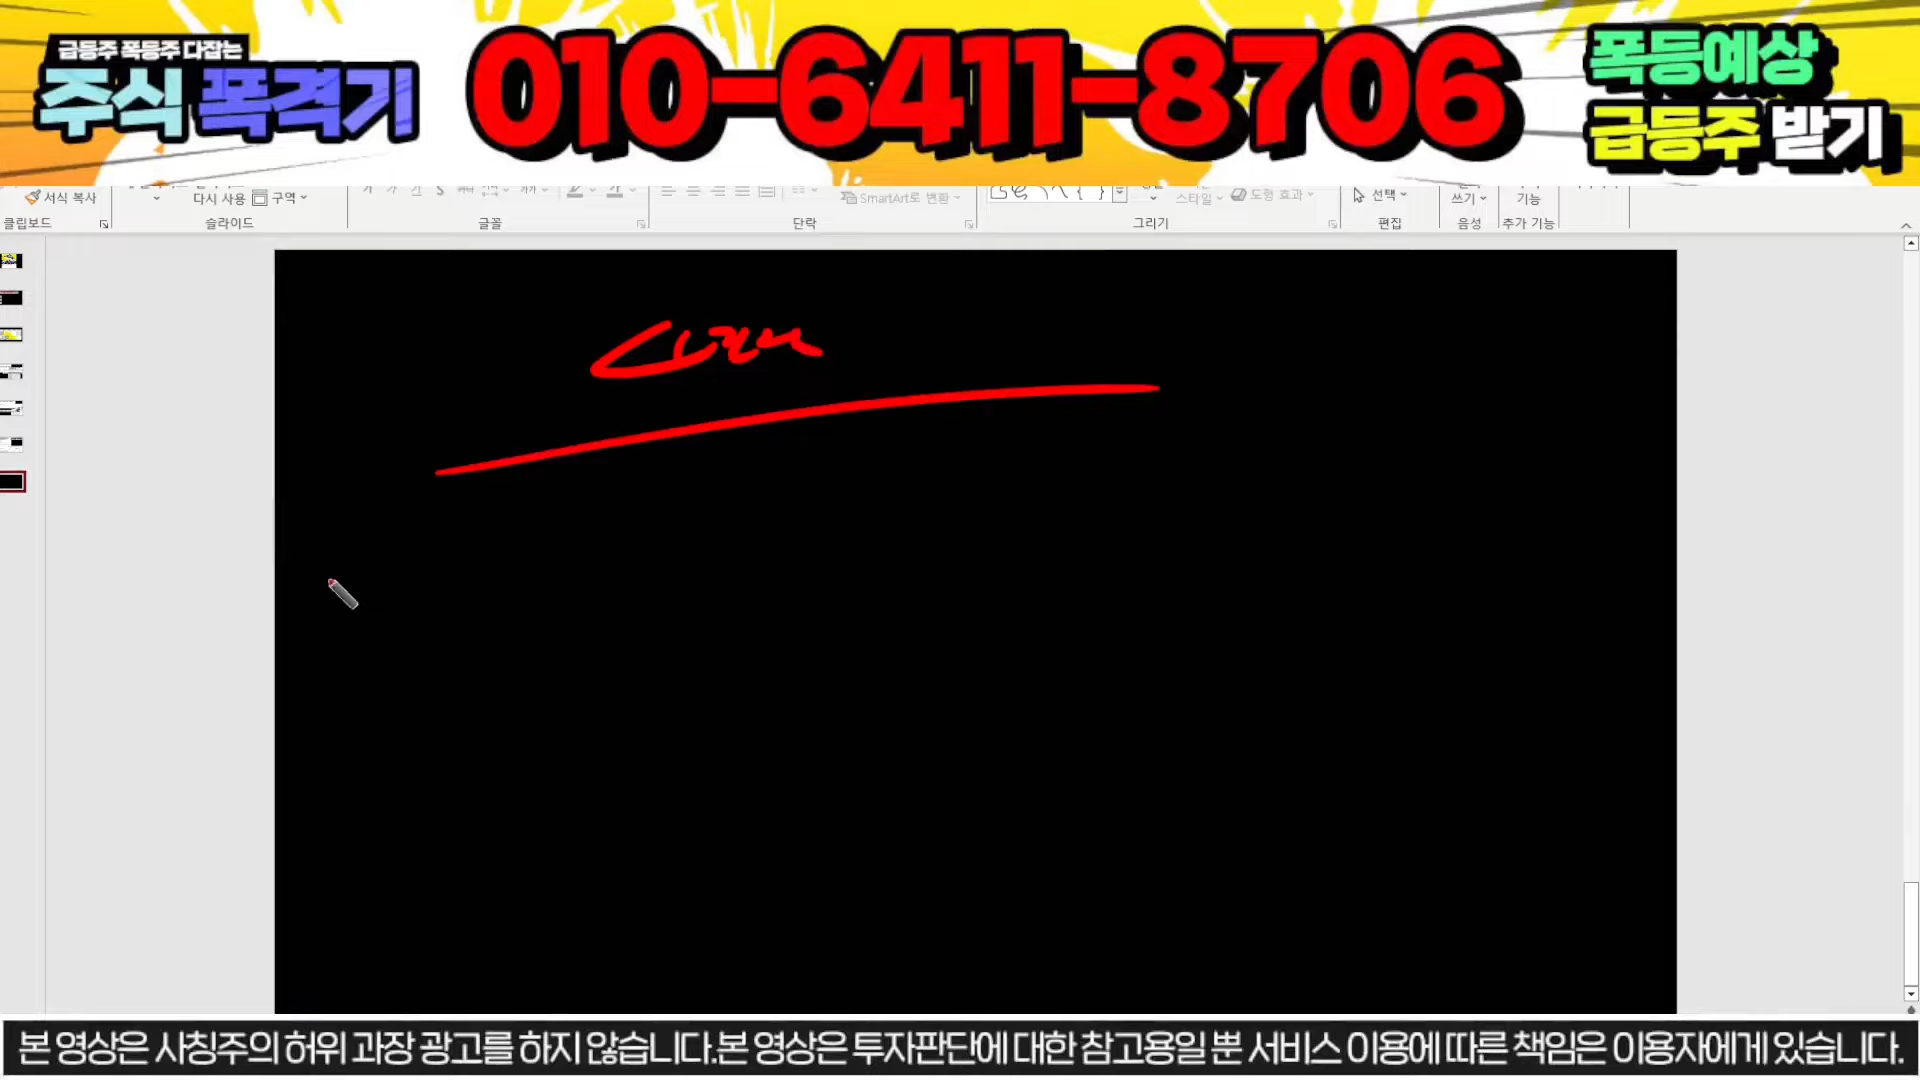 급등주 폭등주 다잡는
주식 폭격기
010-6411-8706
폭등예상
급등주 받기
서식 복사
다시 사용
구역
SmartArt로 변환
스타일
도형 효과
선택
쓰기
기능
클립보드
슬라이드
글꼴
단락
그리기
편집
음성
추가 기능
본 영상은 사칭주의 허위 과장 광고를 하지 않습니다.본 영상은 투자판단에 대한 참고용일 뿐 서비스 이용에 따른 책임은 이용자에게 있습니다.